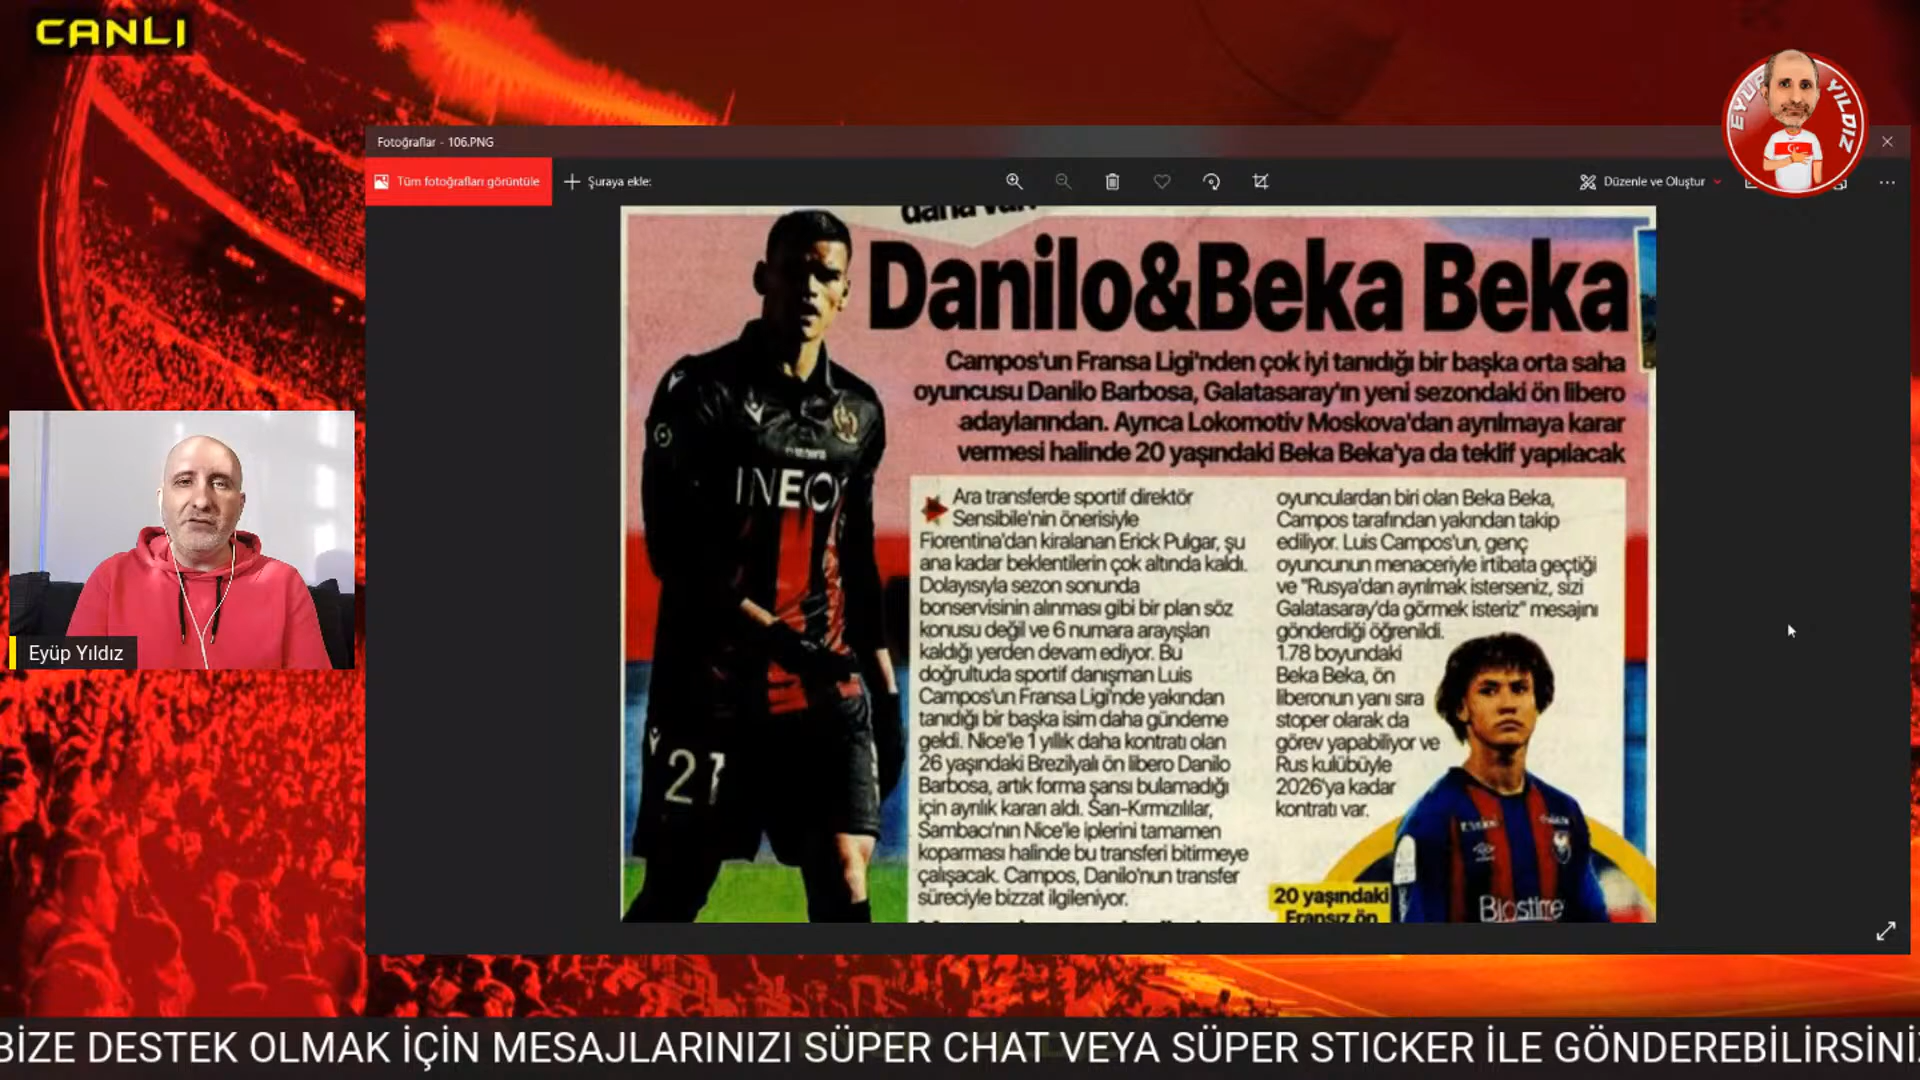 CANLI
EYÜP YILDIZ
Fotoğraflar - 106.PNG
Tüm fotoğrafları görüntüle
Şuraya ekle:
Düzenle ve Oluştur
daha var
Danilo&Beka Beka
Campos'un Fransa Ligi'nden çok iyi tanıdığı bir başka orta saha
oyuncusu Danilo Barbosa, Galatasaray'ın yeni sezondaki ön libero
adaylarından. Ayrıca Lokomotiv Moskova'dan ayrılmaya karar
vermesi halinde 20 yaşındaki Beka Beka'ya da teklif yapılacak
Ara transferde sportif direktör
Sensibile'nin önerisiyle
Fiorentina'dan kiralanan Erick Pulgar, şu
ana kadar beklentilerin çok altında kaldı.
Dolayısıyla sezon sonunda
bonservisinin alınması gibi bir plan söz
konusu değil ve 6 numara arayışları
kaldığı yerden devam ediyor. Bu
doğrultuda sportif danışman Luis
Campos'un Fransa Ligi'nde yakından
tanıdığı bir başka isim daha gündeme
geldi. Nice'le 1 yıllık daha kontratı olan
26 yaşındaki Brezilyalı ön libero Danilo
Barbosa, artık forma şansı bulamadığı
için ayrılık kararı aldı. Sarı-Kırmızılılar,
Sambacı'nın Nice'le iplerini tamamen
koparması halinde bu transferi bitirmeye
çalışacak. Campos, Danilo'nun transfer
süreciyle bizzat ilgileniyor.
oyunculardan biri olan Beka Beka,
Campos tarafından yakından takip
ediliyor. Luis Campos'un, genç
oyuncunun menaceriyle irtibata geçtiği
ve "Rusya'dan ayrılmak isterseniz, sizi
Galatasaray'da görmek isteriz" mesajını
gönderdiği öğrenildi.
1.78 boyundaki
Beka Beka, ön
liberonun yanı sıra
stoper olarak da
görev yapabiliyor ve
Rus kulübüyle
2026'ya kadar
kontratı var.
20 yaşındaki
Fransız ön
INEO
21
Biostime
Eyüp Yıldız
BİZE DESTEK OLMAK İÇİN MESAJLARINIZI SÜPER CHAT VEYA SÜPER STICKER İLE GÖNDEREBİLİRSİNİZ